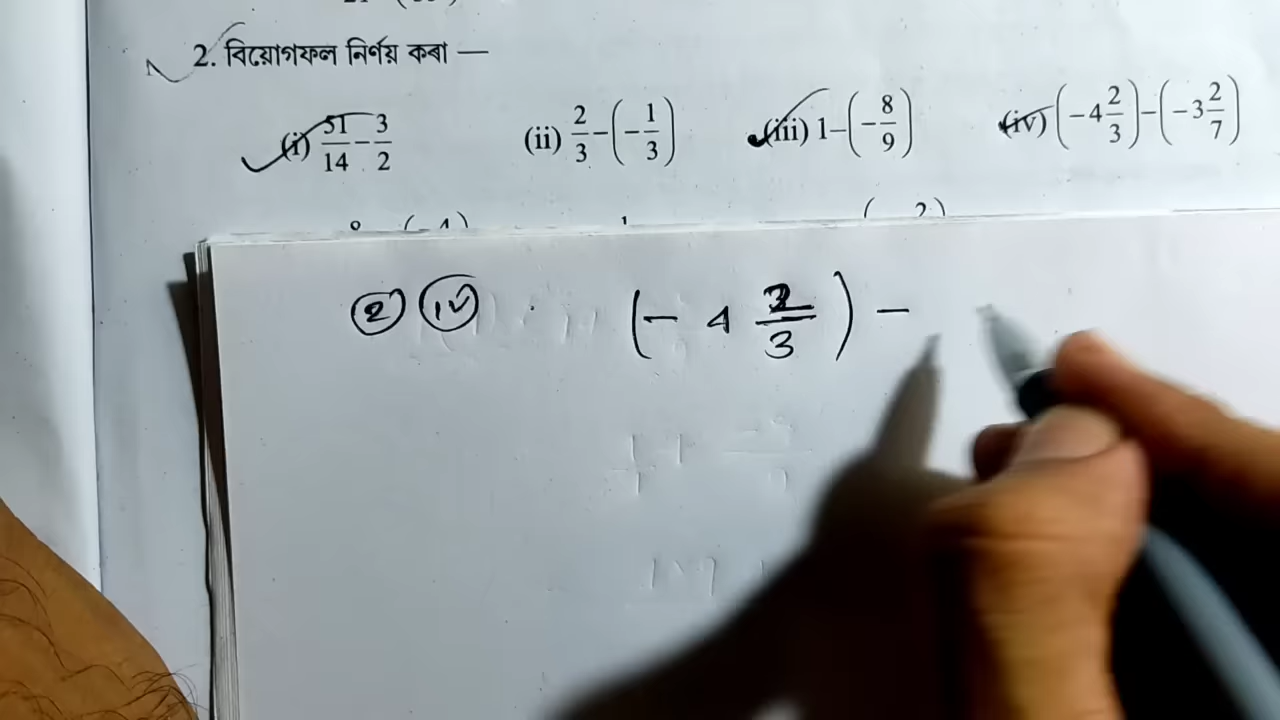 2. বিয়োগফল নিৰ্ণয় কৰা —
(i) 51/14 - 3/2 (ii) 2/3 - (-1/3) (iii) 1-(-8/9) (iv) (-4 2/3)-(-3 2/7)
2 iv (- 4 2/3) -